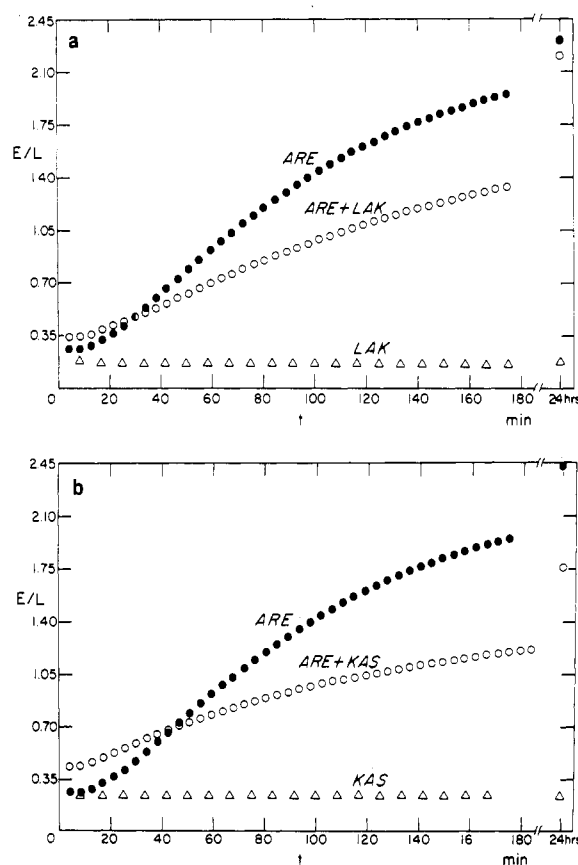 a
2.45
2.10
1.75
E/L
1.40
1.05
0.70
0.35
ARE
ARE+LAK
LAK
0 20 40 60 80 100 120 140 160 180 24hrs
t min
b
2.45
2.10
1.75
E/L
1.40
1.05
0.70
0.35
ARE
ARE+KAS
KAS
0 20 40 60 80 100 120 140 16 180 24hrs
t min